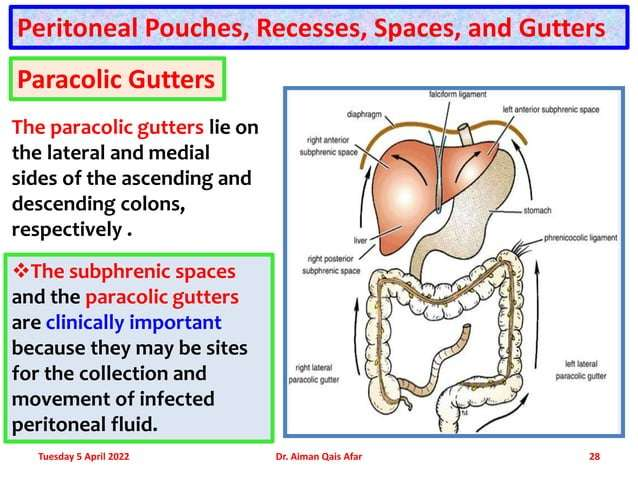 Peritoneal Pouches, Recesses, Spaces, and Gutters
Paracolic Gutters
The paracolic gutters lie on
the lateral and medial
sides of the ascending and
descending colons,
respectively .
❖The subphrenic spaces
and the paracolic gutters
are clinically important
because they may be sites
for the collection and
movement of infected
peritoneal fluid.
falciform ligament
diaphragm
left anterior subphrenic space
right anterior
subphrenic space
stomach
liver
phrenicocolic ligament
right posterior
subphrenic space
right lateral
paracolic gutter
left lateral
paracolic gutter
Tuesday 5 April 2022
Dr. Aiman Qais Afar
28